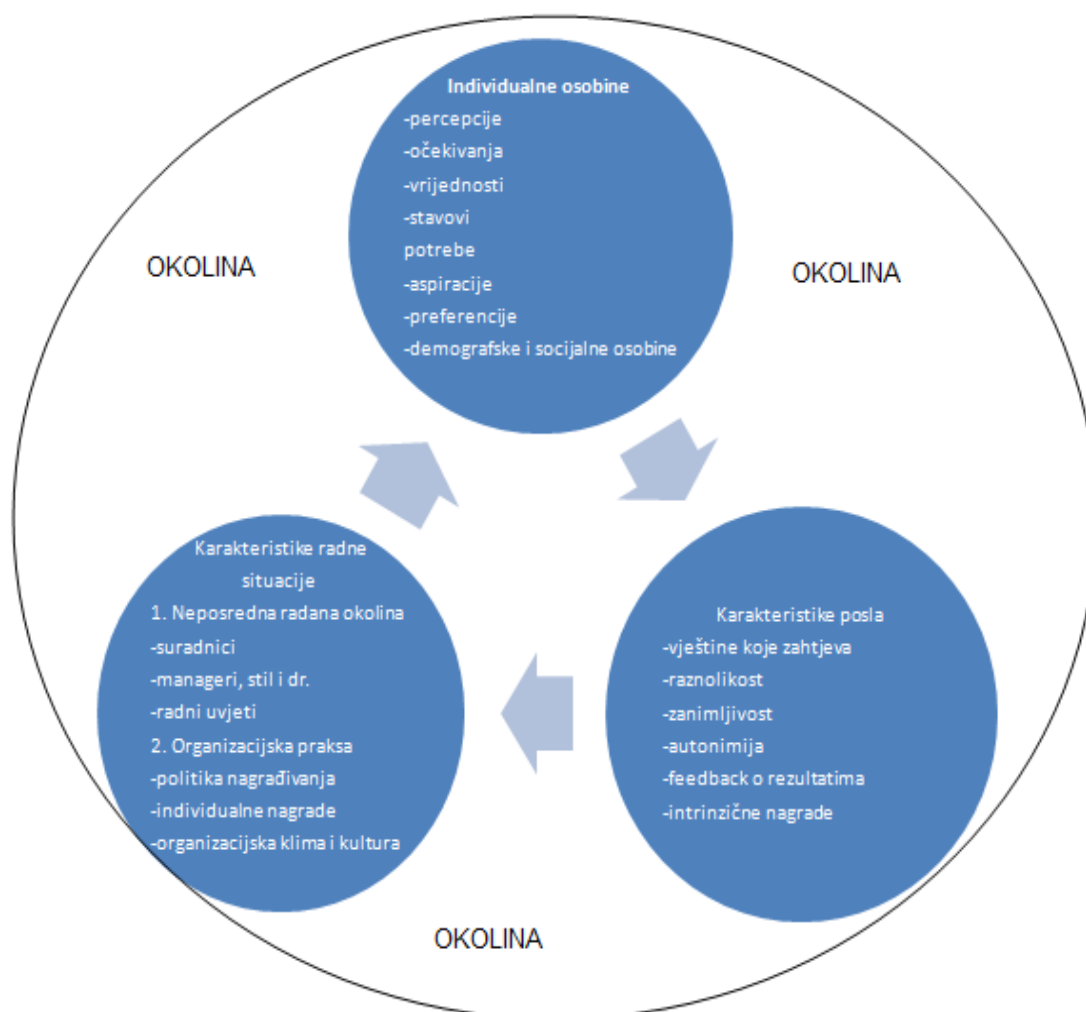 Individualne osobine
-percepcije
-očekivanja
-vrijednosti
-stavovi
potrebe
-aspiracije
-preferencije
-demografske i socijalne osobine
OKOLINA
OKOLINA
Karakteristike radne
situacije
1. Neposredna radana okolina
-suradnici
-manageri, stil i dr.
-radni uvjeti
2. Organizacijska praksa
-politika nagrađivanja
-individualne nagrade
-organizacijska klima i kultura
Karakteristike posla
-vještine koje zahtjeva
-raznolikost
-zanimljivost
-autonimija
-feedback o rezultatima
-intrinzične nagrade
OKOLINA